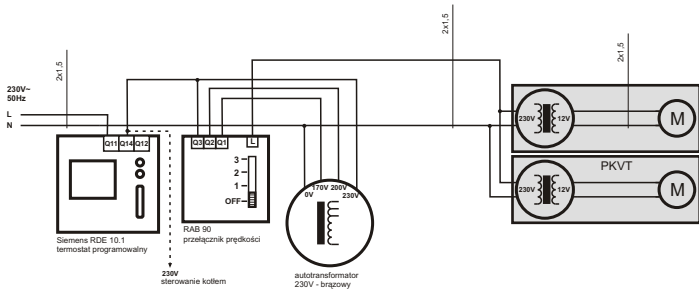 2x1,5
2x1,5
2x1,5
230V~
50Hz
L
N
Q11 Q14 Q12
Q3 Q2 Q1
L
3
2
1
OFF
0V
170V
200V
230V
230V
12V
M
PKVT
230V
12V
M
Siemens RDE 10.1
termostat programowalny
RAB 90
przełącznik prędkości
230V
sterowanie kotłem
autotransformator
230V - brązowy